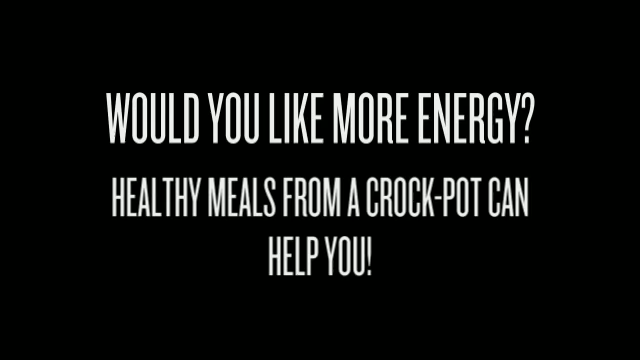 WOULD YOU LIKE MORE ENERGY?
HEALTHY MEALS FROM A CROCK-POT CAN
HELP YOU!